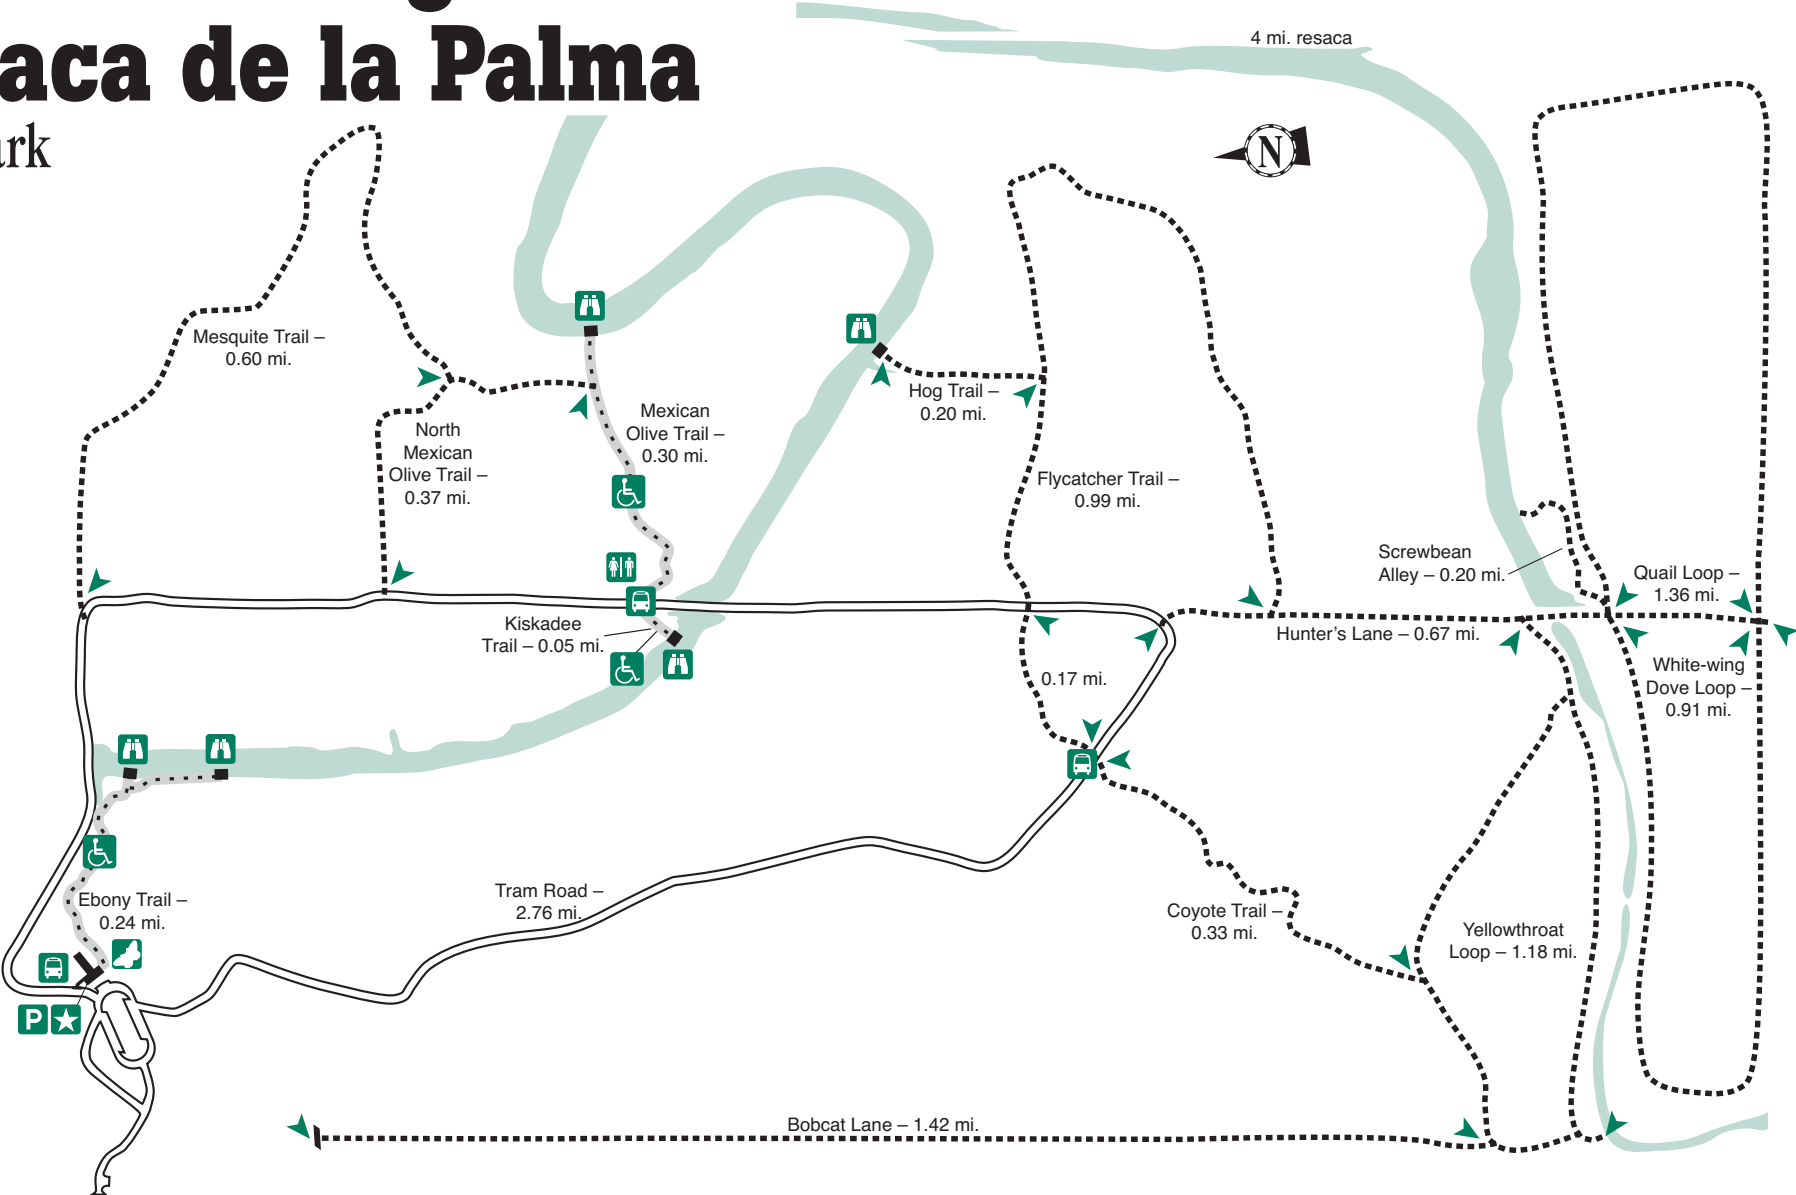 aca de la Palma
ark
4 mi. resaca
N
Mesquite Trail –
0.60 mi.
North
Mexican
Olive Trail –
0.37 mi.
Mexican
Olive Trail –
0.30 mi.
Hog Trail –
0.20 mi.
Flycatcher Trail –
0.99 mi.
Screwbean
Alley – 0.20 mi.
Quail Loop –
1.36 mi.
Kiskadee
Trail – 0.05 mi.
Hunter’s Lane – 0.67 mi.
0.17 mi.
White-wing
Dove Loop –
0.91 mi.
Ebony Trail –
0.24 mi.
Tram Road –
2.76 mi.
Coyote Trail –
0.33 mi.
Yellowthroat
Loop – 1.18 mi.
P
Bobcat Lane – 1.42 mi.